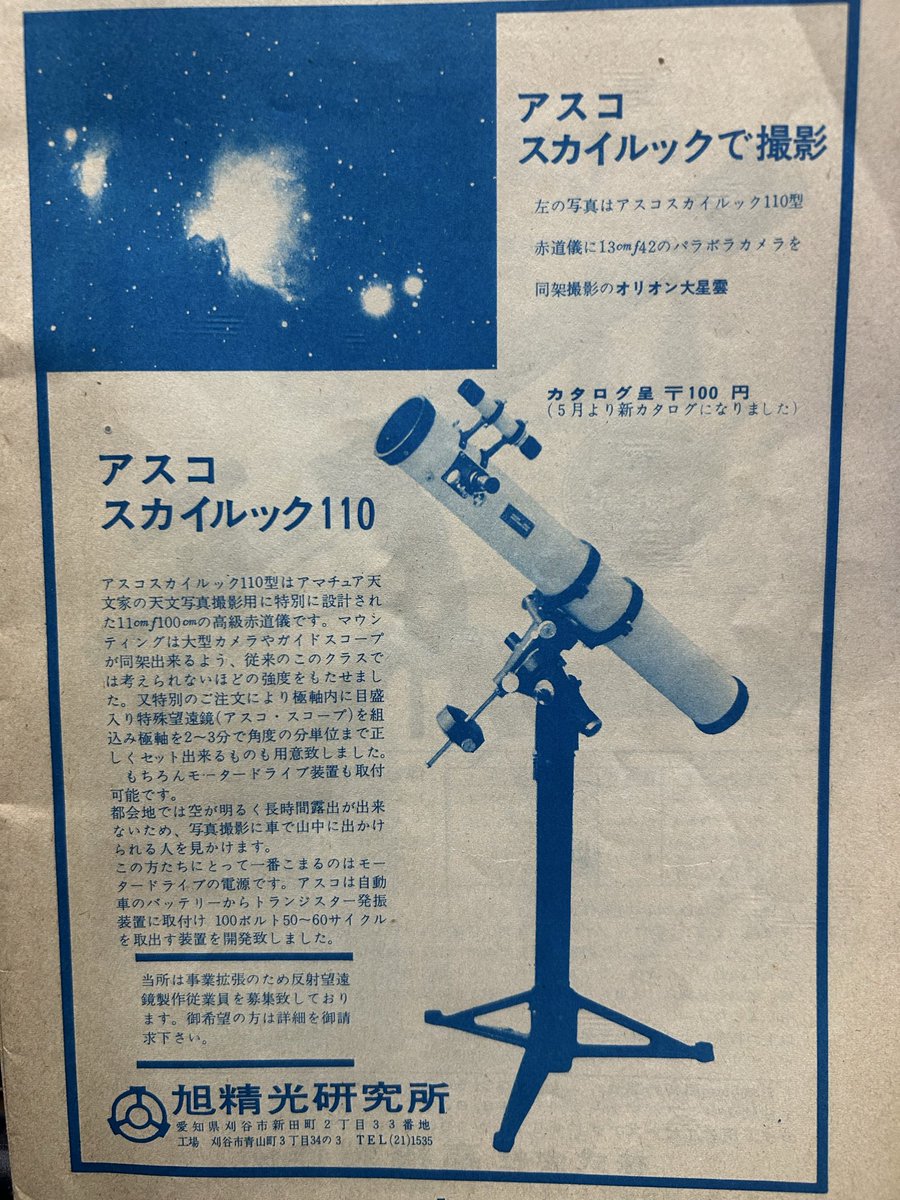 アスコ
スカイルックで撮影
左の写真はアスコスカイルック110型
赤道儀に13cmf42のパラボラカメラを
同架撮影のオリオン大星雲
カタログ呈 〒100 円
(5月より新カタログになりました)
アスコ
スカイルック110
アスコスカイルック110型はアマチュア天
文家の天文写真撮影用に特別に設計され
た11cmf100cmの高級赤道儀です。マウン
ティングは大型カメラやガイドスコープ
が同架出来るよう、従来のこのクラスで
は考えられないほどの強度をもたせまし
た。又特別のご注文により極軸内に目盛
入り特殊望遠鏡(アスコ・スコープ)を組
込み極軸を2〜3分で角度の分単位まで正
しくセット出来るものも用意致しました。
もちろんモータードライブ装置も取付
可能です。
都会地では空が明るく長時間露出が出来
ないため、写真撮影に車で山中に出かけ
られる人を見かけます。
この方たちにとって一番こまるのはモー
タードライブの電源です。アスコは自動
車のバッテリーからトランジスター発振
装置に取付け 100ボルト50〜60サイクル
を取出す装置を開発致しました。
当所は事業拡張のため反射望遠
鏡製作従業員を募集致しており
ます。御希望の方は詳細を御請
求下さい。
旭精光研究所
愛知県刈谷市新田町2丁目33番地
工場 刈谷市青山町3丁目34の3 TEL(21)1535